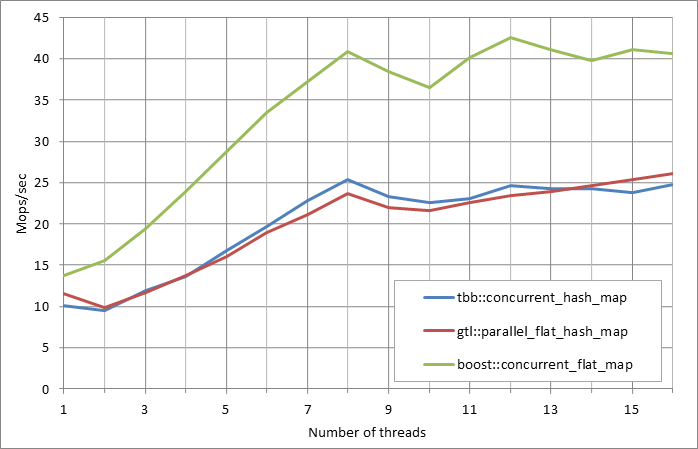 45
40
35
30
25
20
15
10
5
0
Mops/sec
1 3 5 7 9 11 13 15
Number of threads
tbb::concurrent_hash_map
gtl::parallel_flat_hash_map
boost::concurrent_flat_map